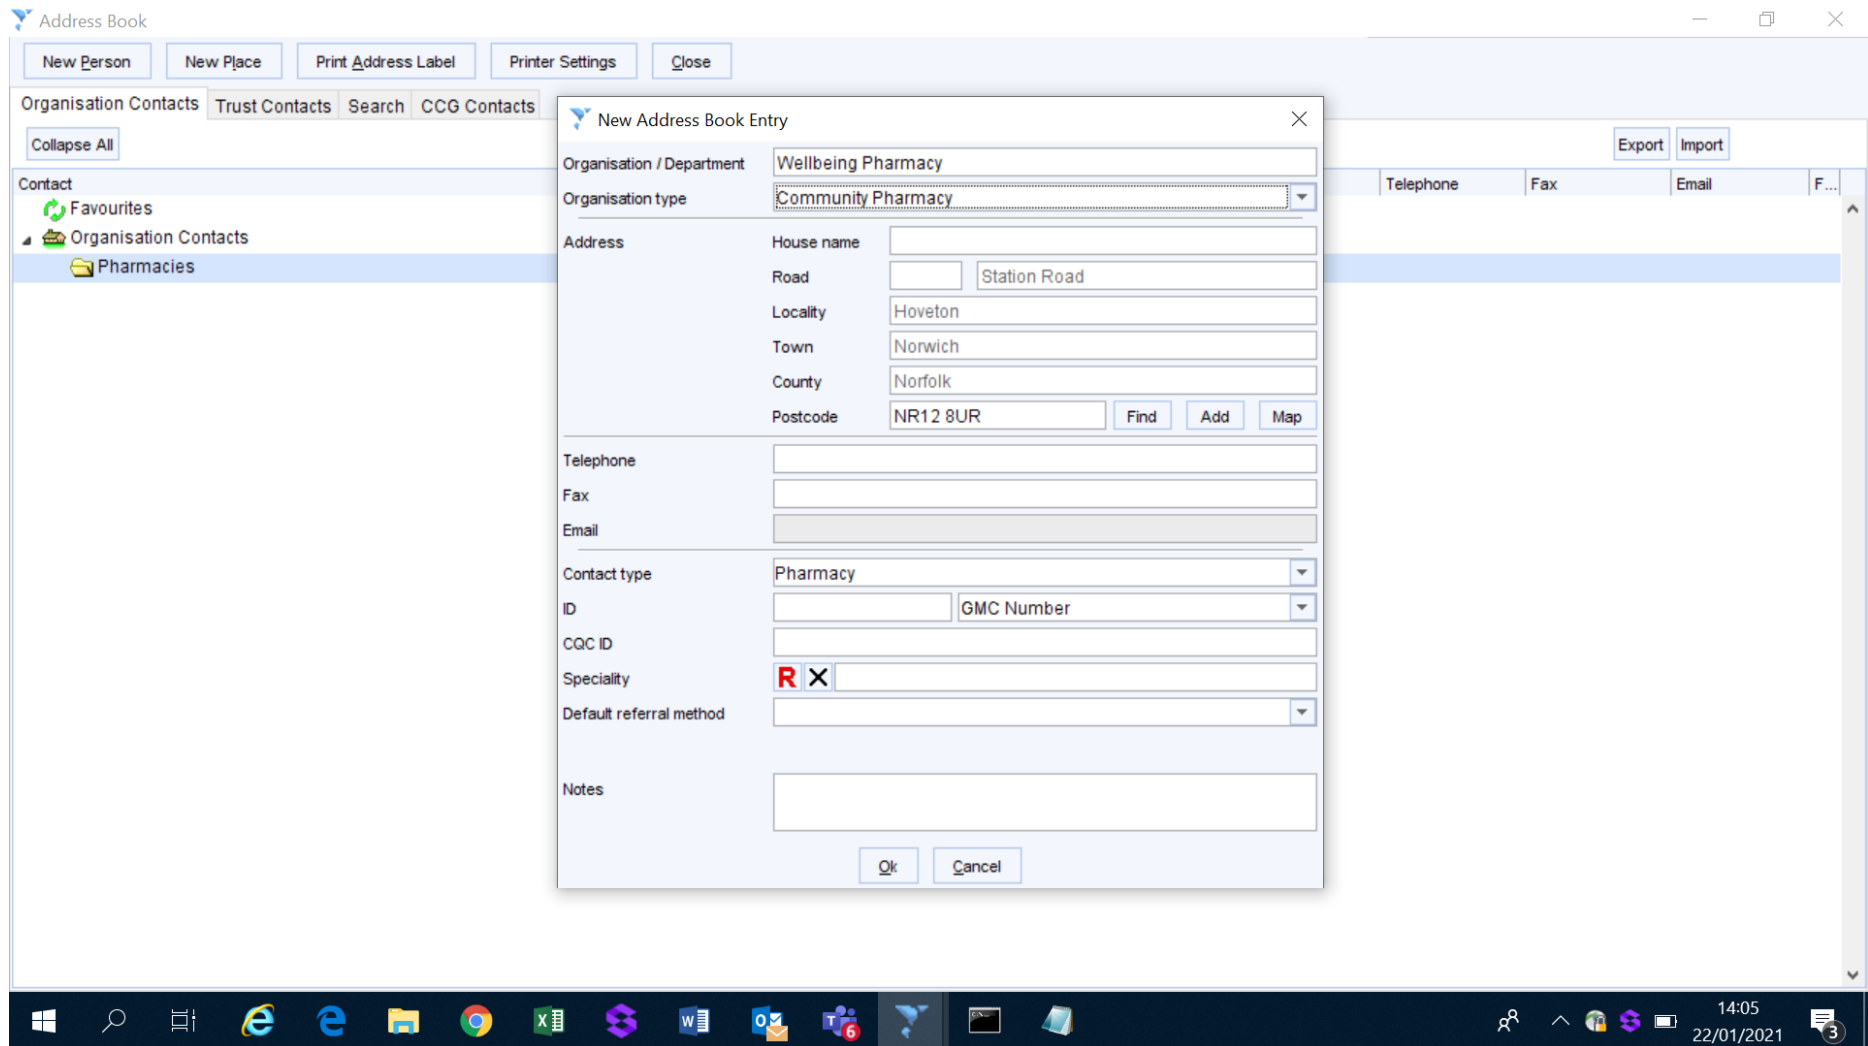 Address Book
New Person New Place Print Address Label Printer Settings Close
Organisation Contacts Trust Contacts Search CCG Contacts
Collapse All
Export Import
Contact
Telephone Fax Email F...
Favourites
Organisation Contacts
Pharmacies
New Address Book Entry
Organisation / Department Wellbeing Pharmacy
Organisation type Community Pharmacy
Address House name
Road Station Road
Locality Hoveton
Town Norwich
County Norfolk
Postcode NR12 8UR Find Add Map
Telephone
Fax
Email
Contact type Pharmacy
ID GMC Number
CQC ID
Speciality R X
Default referral method
Notes
Ok Cancel
6
14:05
22/01/2021
3